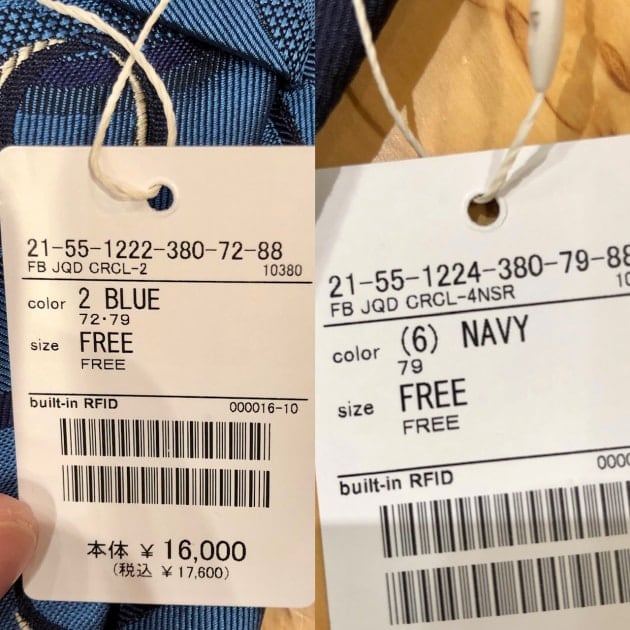 21-55-1222-380-72-88
FB JQD CRCL-2 10380
color 2 BLUE
72・79
size FREE
FREE
built-in RFID 000016-10
本体 ¥16,000
(税込 ¥17,600)
21-55-1224-380-79-88
FB JQD CRCL-4NSR 10
color (6) NAVY
79
size FREE
FREE
built-in RFID 0000